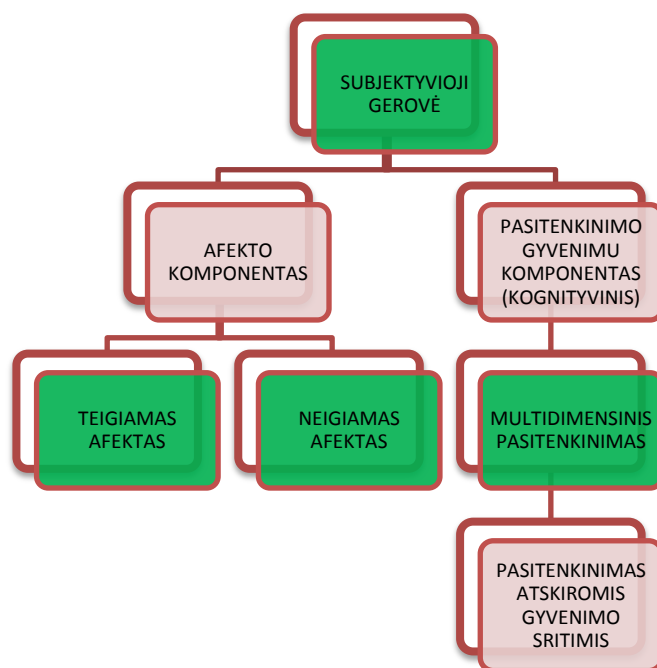 SUBJEKTYVIOJI
GEROVĖ
AFEKTO
KOMPONENTAS
PASITENKINIMO
GYVENIMU
KOMPONENTAS
(KOGNITYVINIS)
TEIGIAMAS
AFEKTAS
NEIGIAMAS
AFEKTAS
MULTIDIMENSINIS
PASITENKINIMAS
PASITENKINIMAS
ATSKIROMIS
GYVENIMO
SRITIMIS